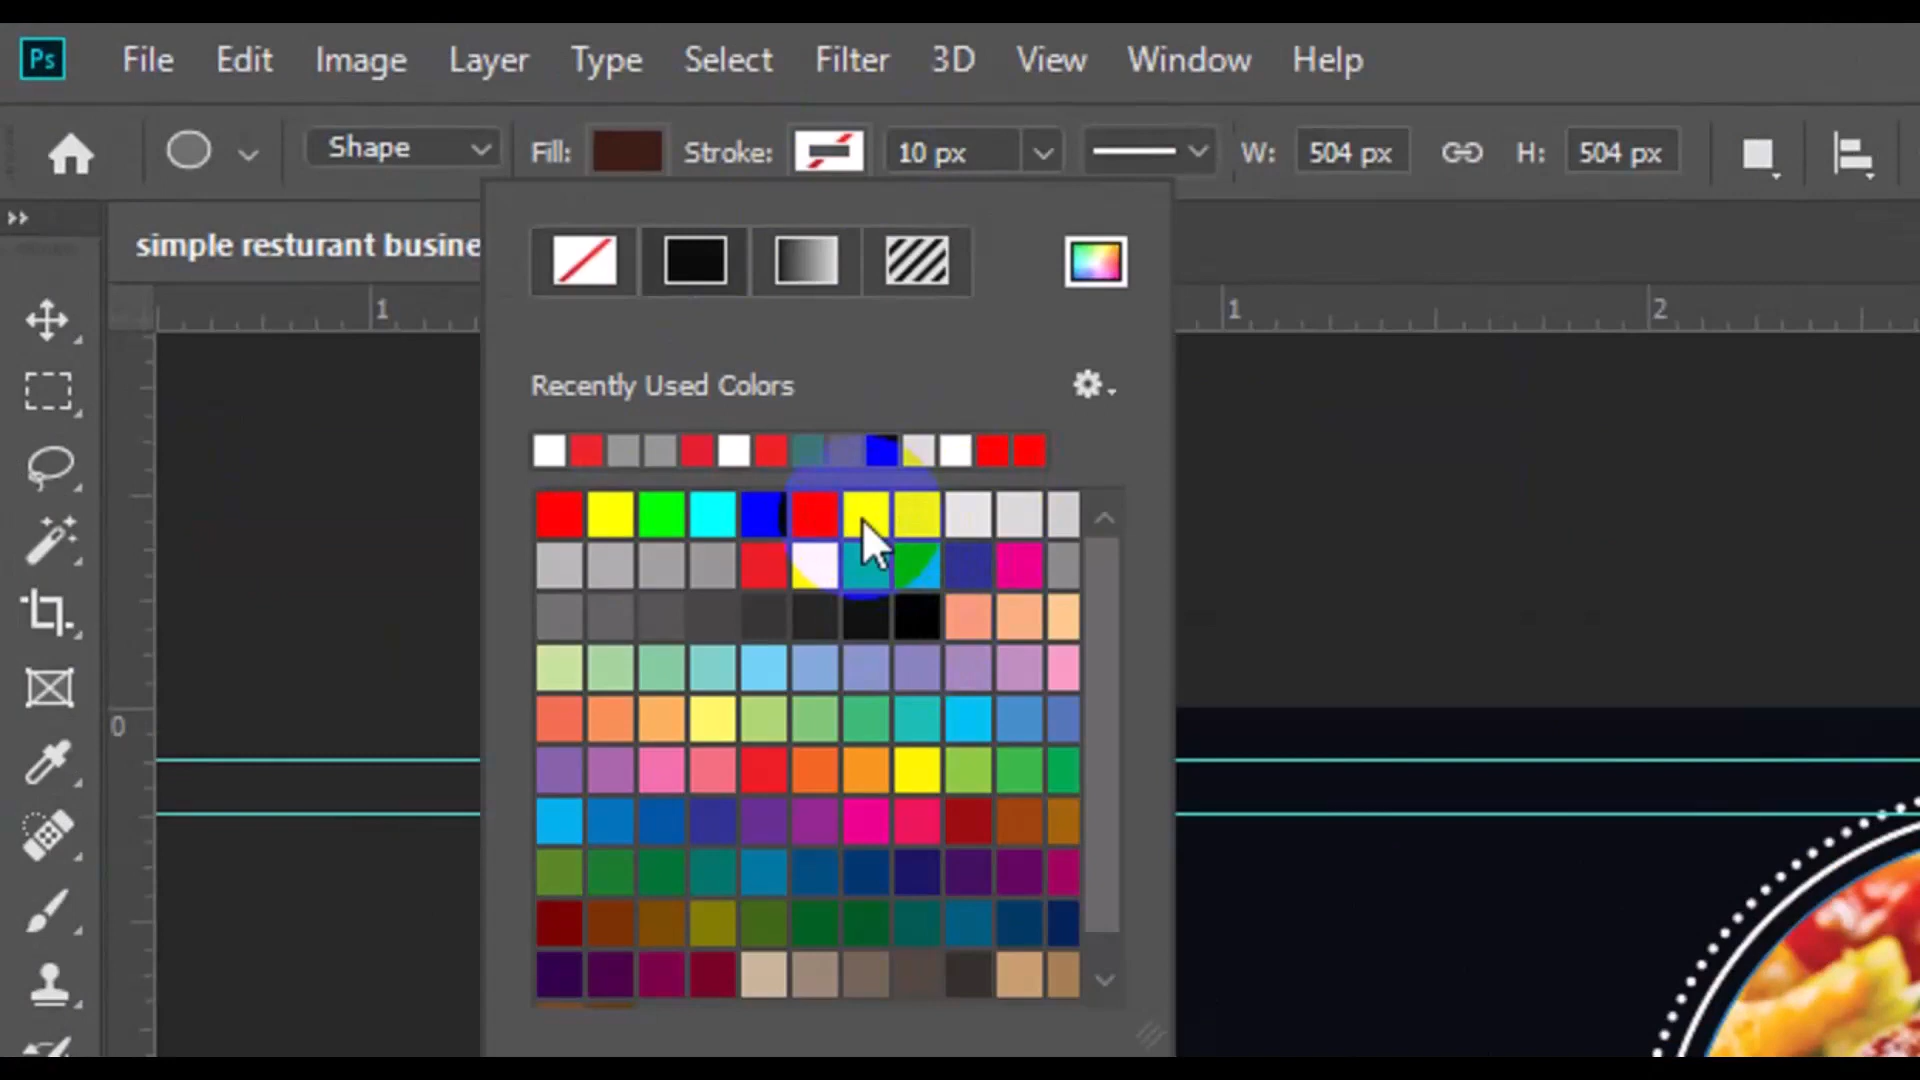 Ps File Edit Image Layer Type Select Filter 3D View Window Help
Shape Fill: Stroke: 10 px W: 504 px H: 504 px
simple resturant busine
1 1 2
Recently Used Colors
0